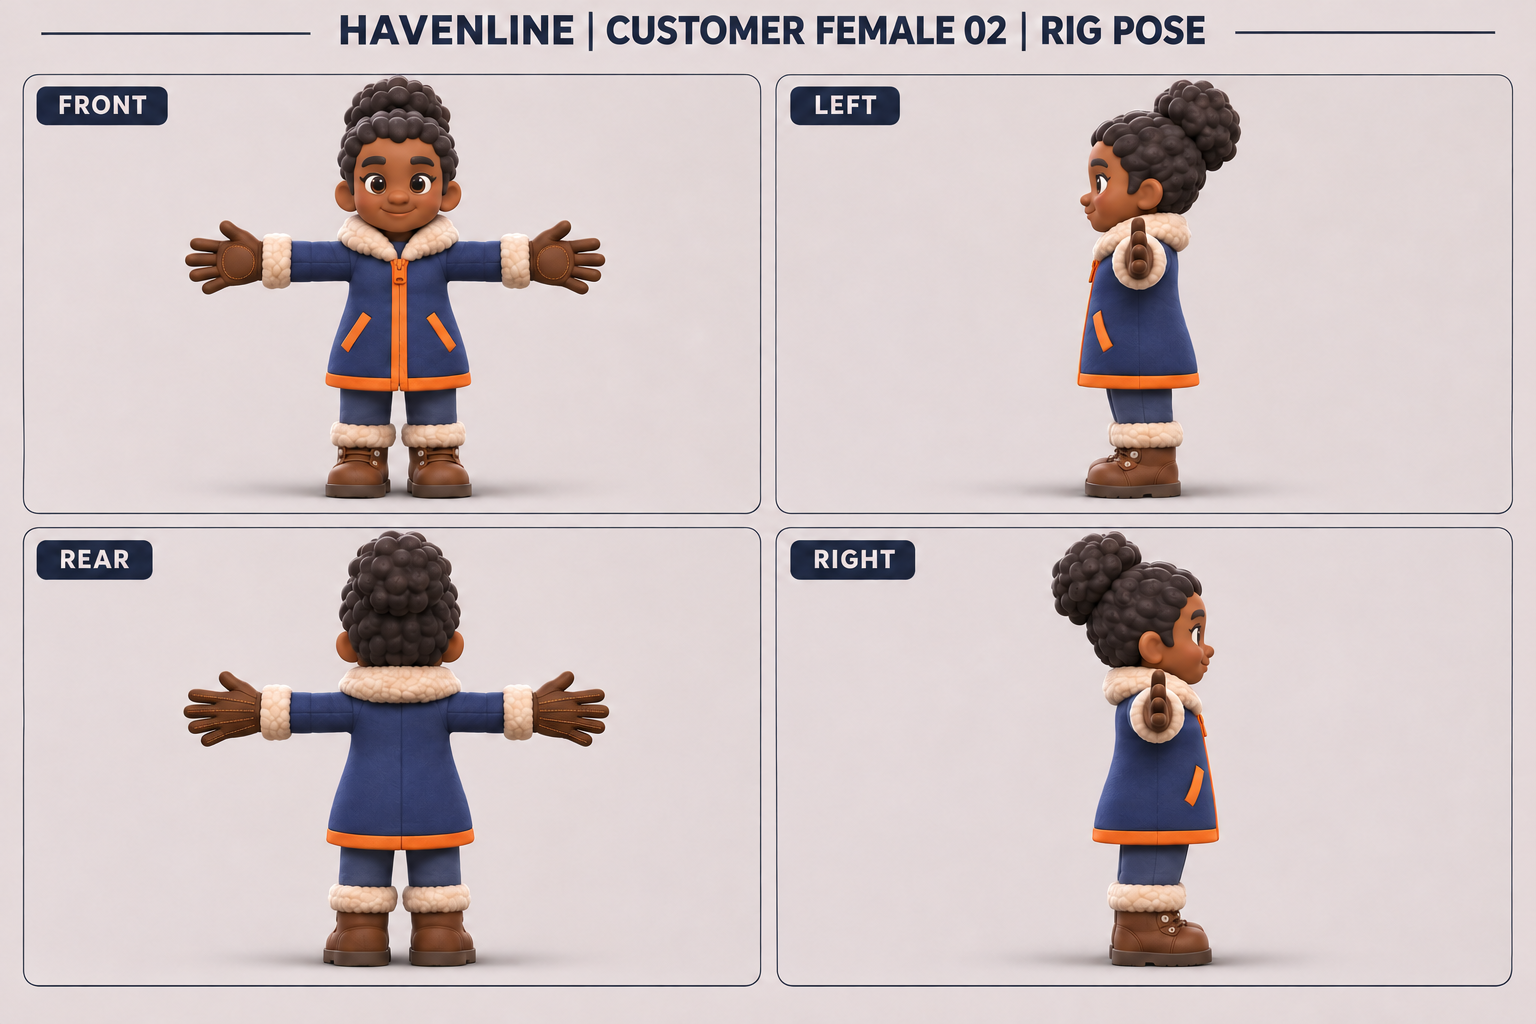 HAVENLINE | CUSTOMER FEMALE 02 | RIG POSE
FRONT
LEFT
REAR
RIGHT